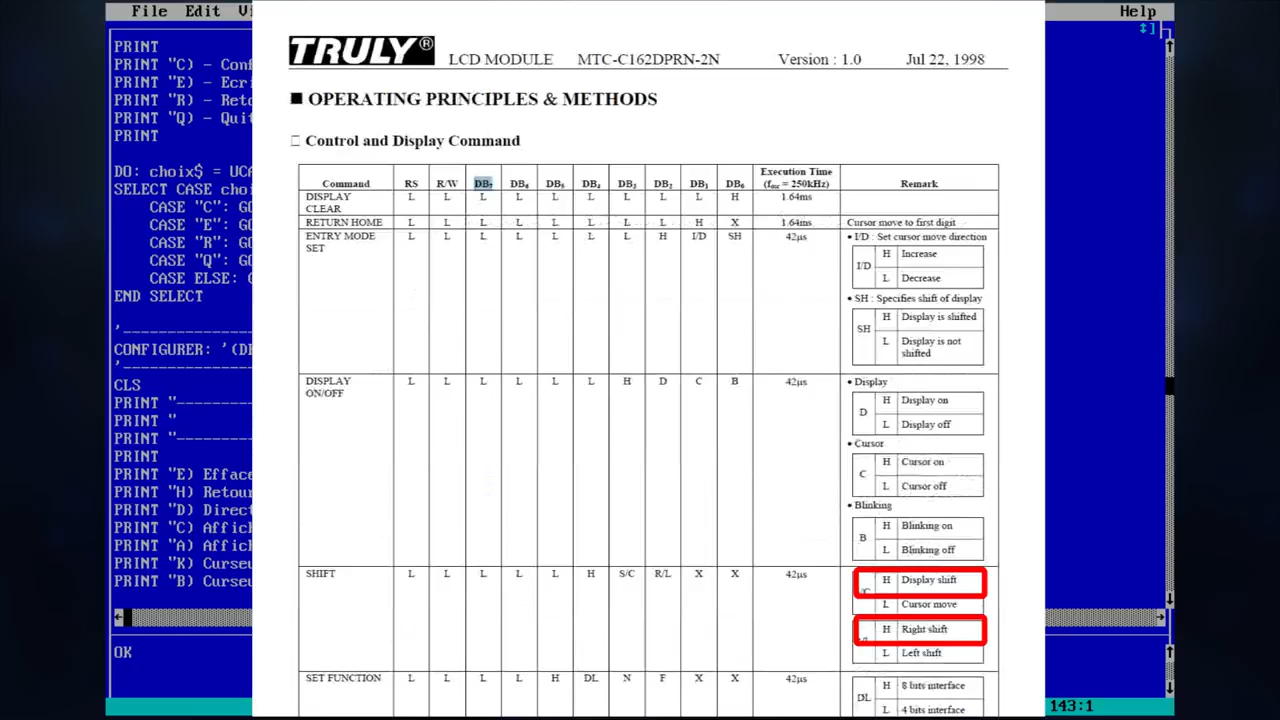 File Edit Vi Help
PRINT
PRINT "C) - Conf
PRINT "E) - Ecri
PRINT "R) - Reto
PRINT "Q) - Quit
PRINT
DO: choix$ = UCA
SELECT CASE choi
CASE "C": GO
CASE "E": GO
CASE "R": GO
CASE "Q": GO
CASE ELSE: G
END SELECT
'
CONFIGURER: '(DE
'
CLS
PRINT "--------
PRINT "
PRINT "--------
PRINT
PRINT "E) Efface
PRINT "H) Retour
PRINT "D) Direct
PRINT "C) Affich
PRINT "A) Affich
PRINT "K) Curseu
PRINT "B) Curseu
OK
143:1
TRULY® LCD MODULE MTC-C162DPRN-2N Version : 1.0 Jul 22, 1998
■ OPERATING PRINCIPLES & METHODS
□ Control and Display Command
Command RS R/W DB7 DB6 DB5 DB4 DB3 DB2 DB1 DB0 Execution Time (fosc = 250kHz) Remark
DISPLAY CLEAR L L L L L L L L L H 1.64ms
RETURN HOME L L L L L L L L H X 1.64ms Cursor move to first digit
ENTRY MODE SET L L L L L L L H I/D SH 42µs
• I/D : Set cursor move direction
I/D H Increase
L Decrease
• SH : Specifies shift of display
SH H Display is shifted
L Display is not shifted
DISPLAY ON/OFF L L L L L L H D C B 42µs
• Display
D H Display on
L Display off
• Cursor
C H Cursor on
L Cursor off
• Blinking
B H Blinking on
L Blinking off
SHIFT L L L L L H S/C R/L X X 42µs
/C H Display shift
L Cursor move
H Right shift
L Left shift
SET FUNCTION L L L L H DL N F X X 42µs
DL H 8 bits interface
L 4 bits interface